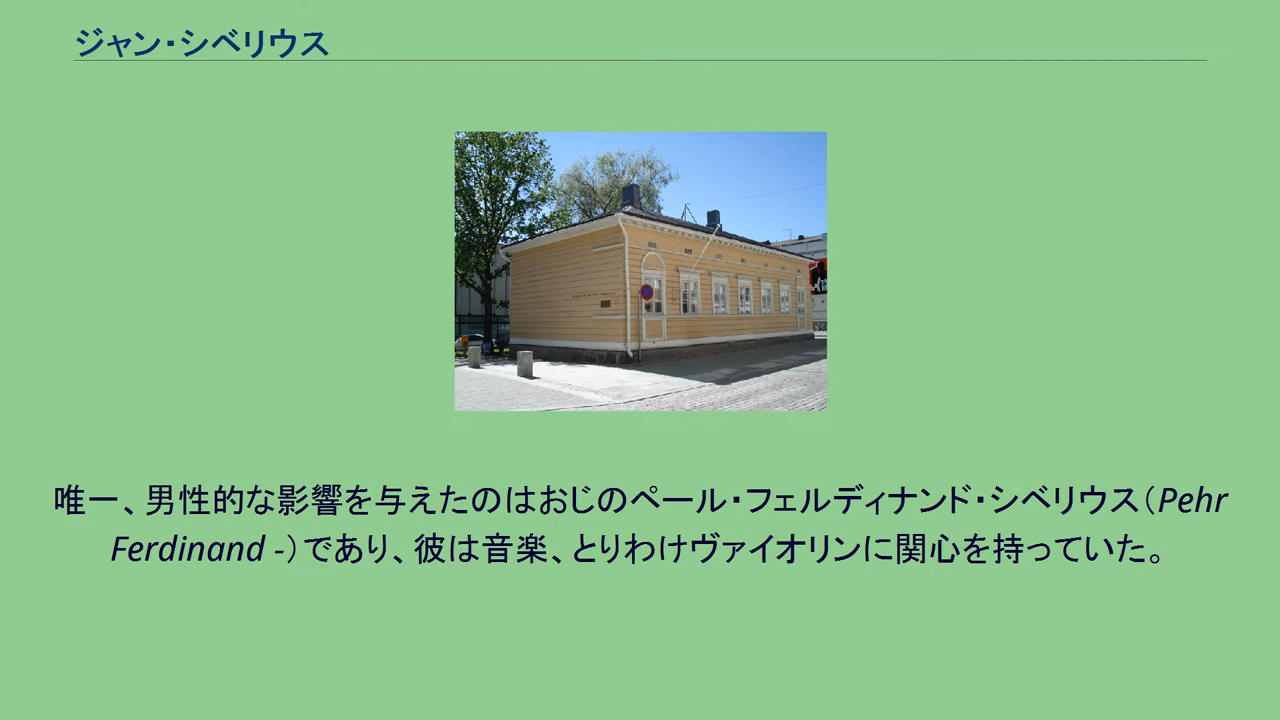 ジャン・シベリウス
唯一、男性的な影響を与えたのはおじのペール・フェルディナンド・シベリウス（Pehr
Ferdinand -）であり、彼は音楽、とりわけヴァイオリンに関心を持っていた。